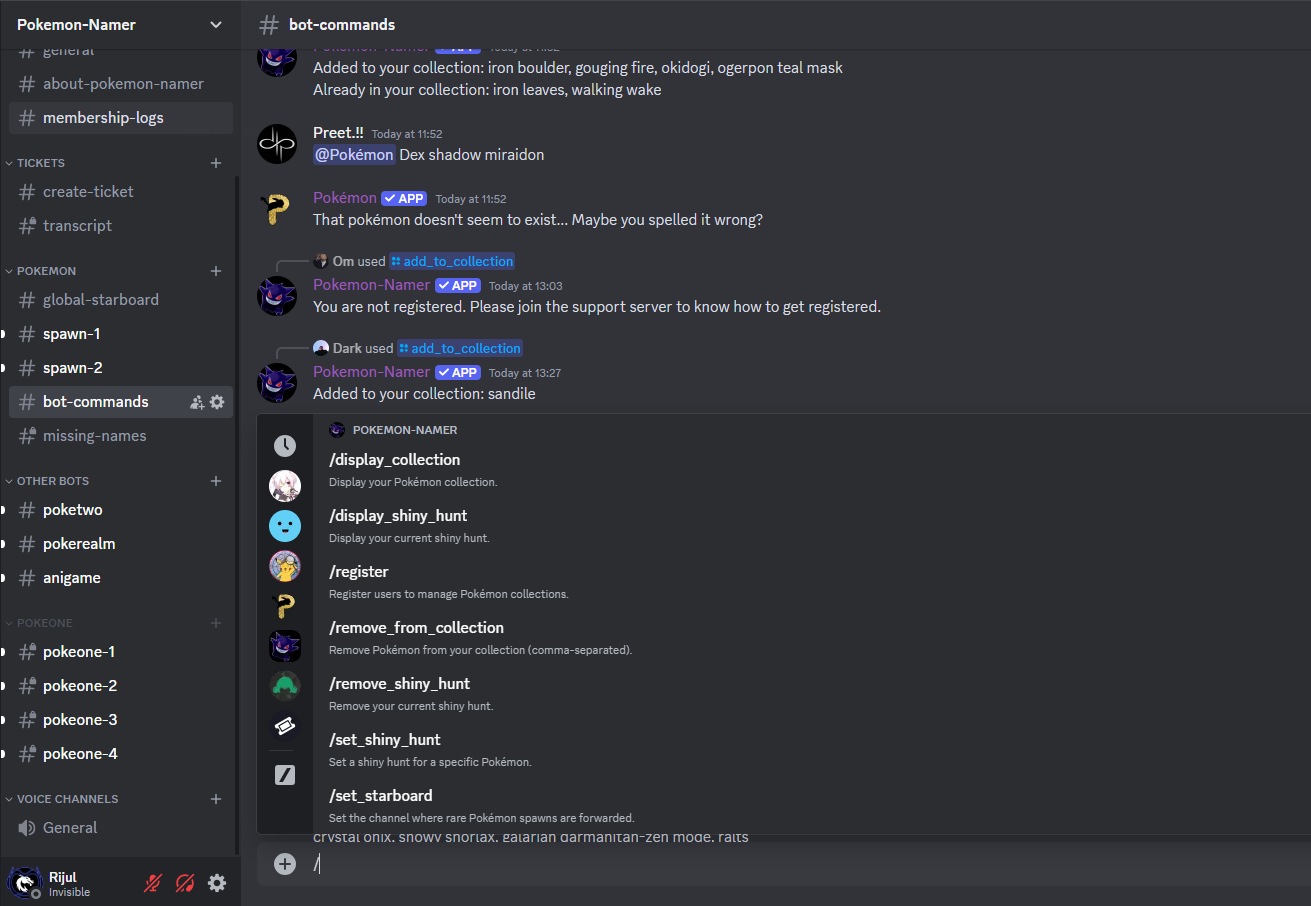 Pokemon-Namer
general
about-pokemon-namer
membership-logs
TICKETS
create-ticket
transcript
POKEMON
global-starboard
spawn-1
spawn-2
bot-commands
missing-names
OTHER BOTS
poketwo
pokerealm
anigame
POKEONE
pokeone-1
pokeone-2
pokeone-3
pokeone-4
VOICE CHANNELS
General
Rijul
Invisible
bot-commands
Pokemon-Namer APP Today at 11:52
Added to your collection: iron boulder, gouging fire, okidogi, ogerpon teal mask
Already in your collection: iron leaves, walking wake
Preet.!! Today at 11:52
@Pokémon Dex shadow miraidon
Pokémon APP Today at 11:52
That pokémon doesn't seem to exist... Maybe you spelled it wrong?
Om used add_to_collection
Pokemon-Namer APP Today at 13:03
You are not registered. Please join the support server to know how to get registered.
Dark used add_to_collection
Pokemon-Namer APP Today at 13:27
Added to your collection: sandile
POKEMON-NAMER
/display_collection
Display your Pokémon collection.
/display_shiny_hunt
Display your current shiny hunt.
/register
Register users to manage Pokémon collections.
/remove_from_collection
Remove Pokémon from your collection (comma-separated).
/remove_shiny_hunt
Remove your current shiny hunt.
/set_shiny_hunt
Set a shiny hunt for a specific Pokémon.
/set_starboard
Set the channel where rare Pokémon spawns are forwarded.
crystal onix, snowy snorlax, galarian darmanitan-zen mode, ralts
/